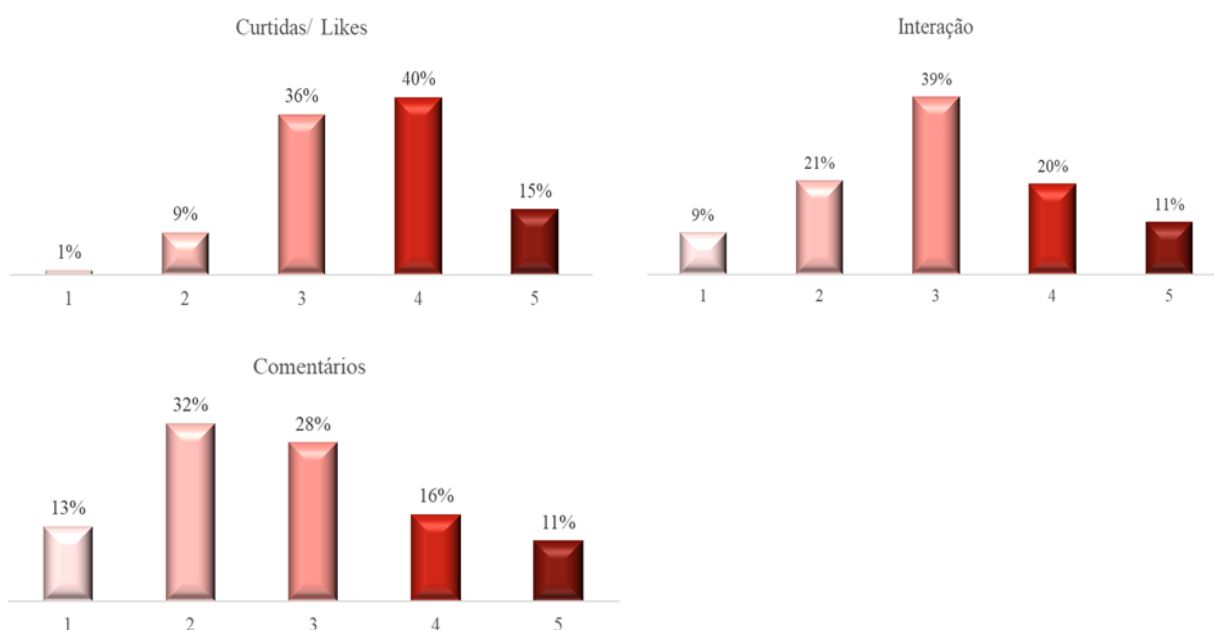 Curtidas/ Likes
1% 9% 36% 40% 15%
1 2 3 4 5
Interação
9% 21% 39% 20% 11%
1 2 3 4 5
Comentários
13% 32% 28% 16% 11%
1 2 3 4 5